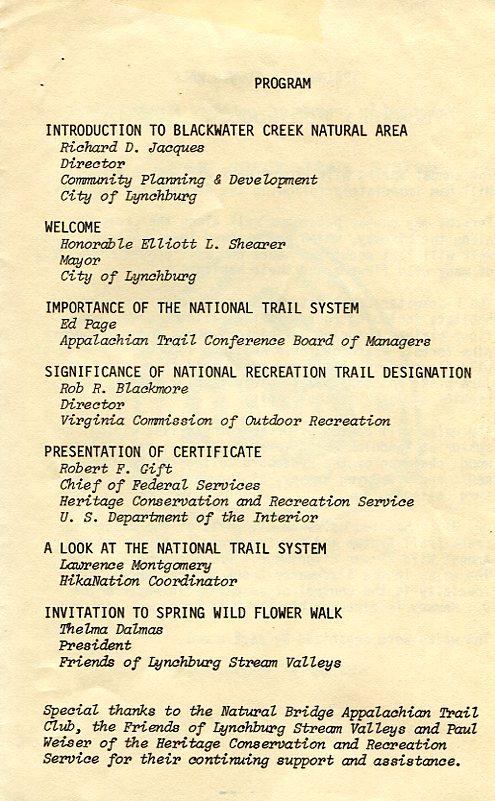 PROGRAM
INTRODUCTION TO BLACKWATER CREEK NATURAL AREA
Richard D. Jacques
Director
Community Planning & Development
City of Lynchburg
WELCOME
Honorable Elliott L. Shearer
Mayor
City of Lynchburg
IMPORTANCE OF THE NATIONAL TRAIL SYSTEM
Ed Page
Appalachian Trail Conference Board of Managers
SIGNIFICANCE OF NATIONAL RECREATION TRAIL DESIGNATION
Rob R. Blackmore
Director
Virginia Commission of Outdoor Recreation
PRESENTATION OF CERTIFICATE
Robert F. Gift
Chief of Federal Services
Heritage Conservation and Recreation Service
U. S. Department of the Interior
A LOOK AT THE NATIONAL TRAIL SYSTEM
Lawrence Montgomery
HikaNation Coordinator
INVITATION TO SPRING WILD FLOWER WALK
Thelma Dalmas
President
Friends of Lynchburg Stream Valleys
Special thanks to the Natural Bridge Appalachian Trail
Club, the Friends of Lynchburg Stream Valleys and Paul
Weiser of the Heritage Conservation and Recreation
Service for their continuing support and assistance.